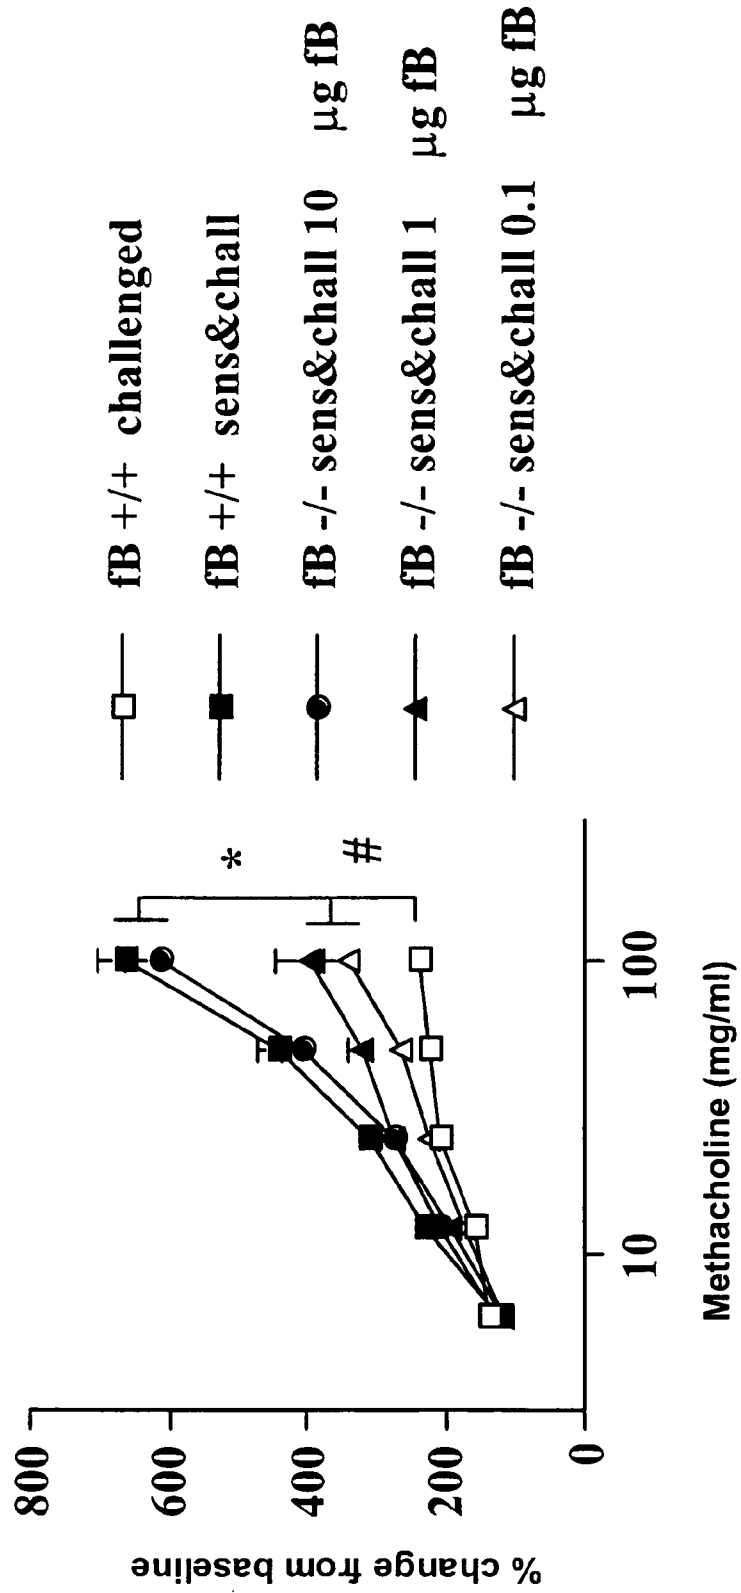 % change from baseline
800
600
400
200
0
10
100
Methacholine (mg/ml)
*
#
fB +/+ challenged
fB +/+ sens&chall
fB -/- sens&chall 10 µg fB
fB -/- sens&chall 1 µg fB
fB -/- sens&chall 0.1 µg fB